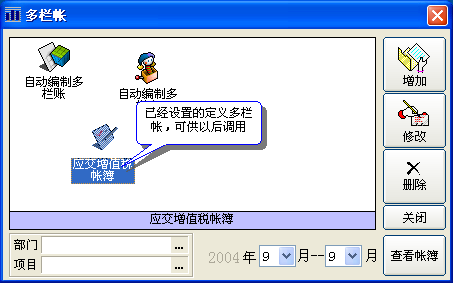 多栏帐
自动编制多
栏账
自动编制多
已经设置的定义多栏
帐，可供以后调用
应交增值税
帐簿
应交增值税帐簿
增加
修改
删除
关闭
查看帐簿
部门 ...
项目 ...
2004 年 9 月--9 月